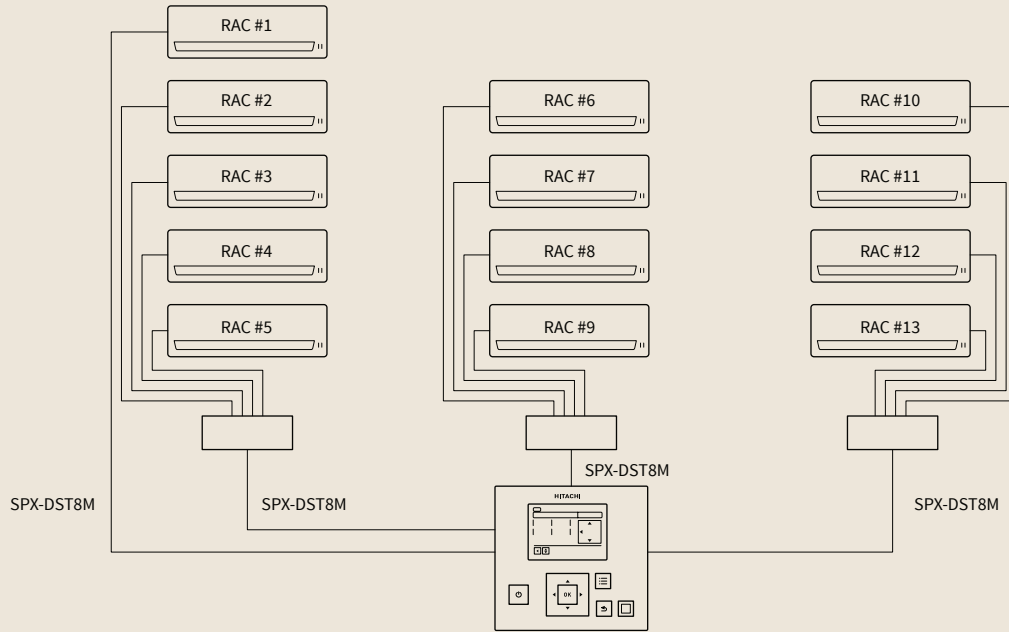 RAC #1
RAC #2
RAC #6
RAC #10
RAC #3
RAC #7
RAC #11
RAC #4
RAC #8
RAC #12
RAC #5
RAC #9
RAC #13
SPX-DST8M
SPX-DST8M
SPX-DST8M
SPX-DST8M
HITACHI
OK